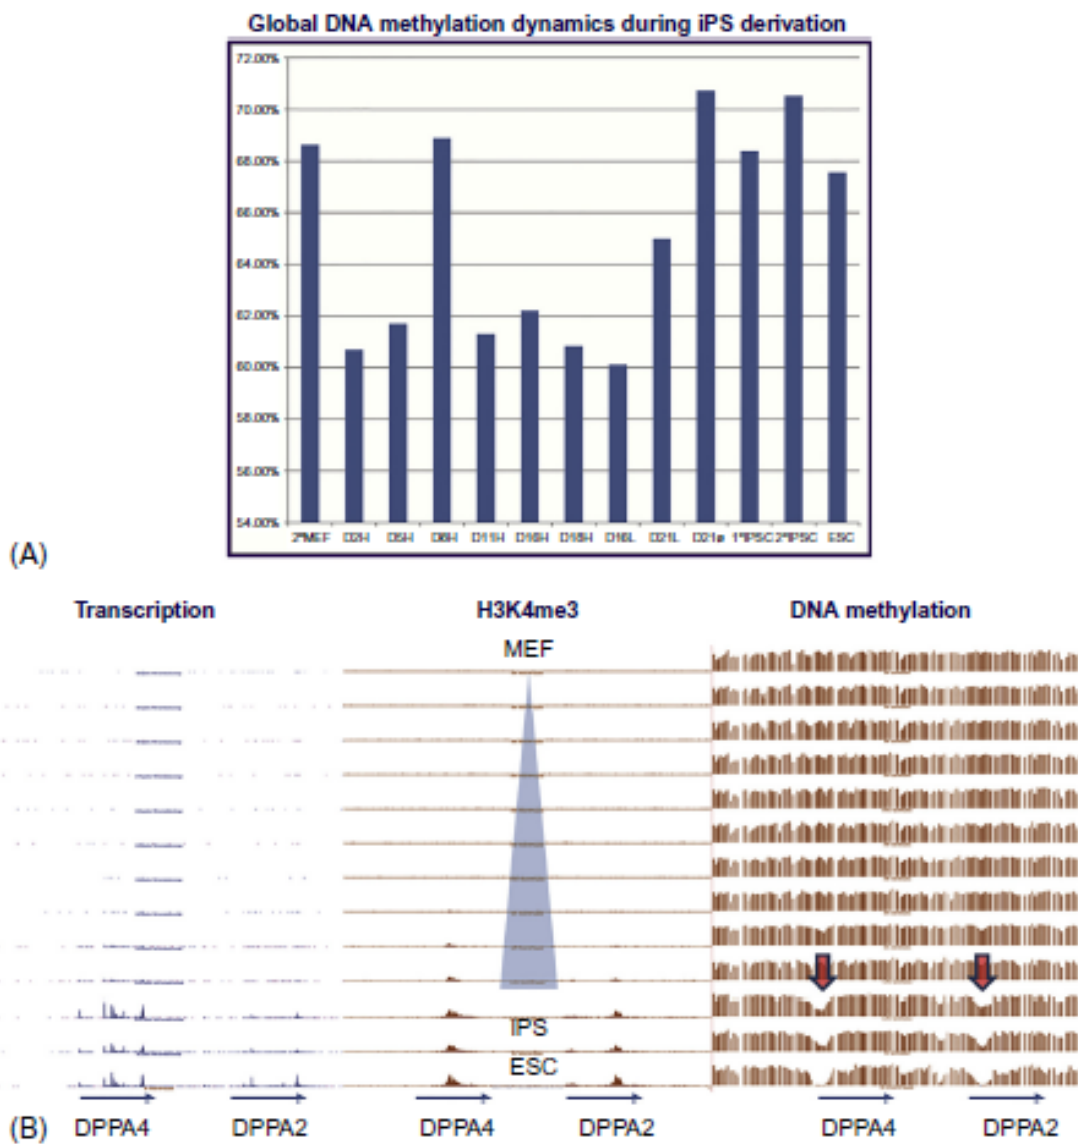 Global DNA methylation dynamics during iPS derivation
72.00%
70.00%
68.00%
66.00%
64.00%
62.00%
60.00%
58.00%
56.00%
54.00%
2°MEF D2H D5H D8H D11H D16H D18H D16L D21L D21ø 1°IPSC 2°IPSC ESC
(A)
Transcription H3K4me3 DNA methylation
MEF
IPS
ESC
(B) DPPA4 DPPA2 DPPA4 DPPA2 DPPA4 DPPA2